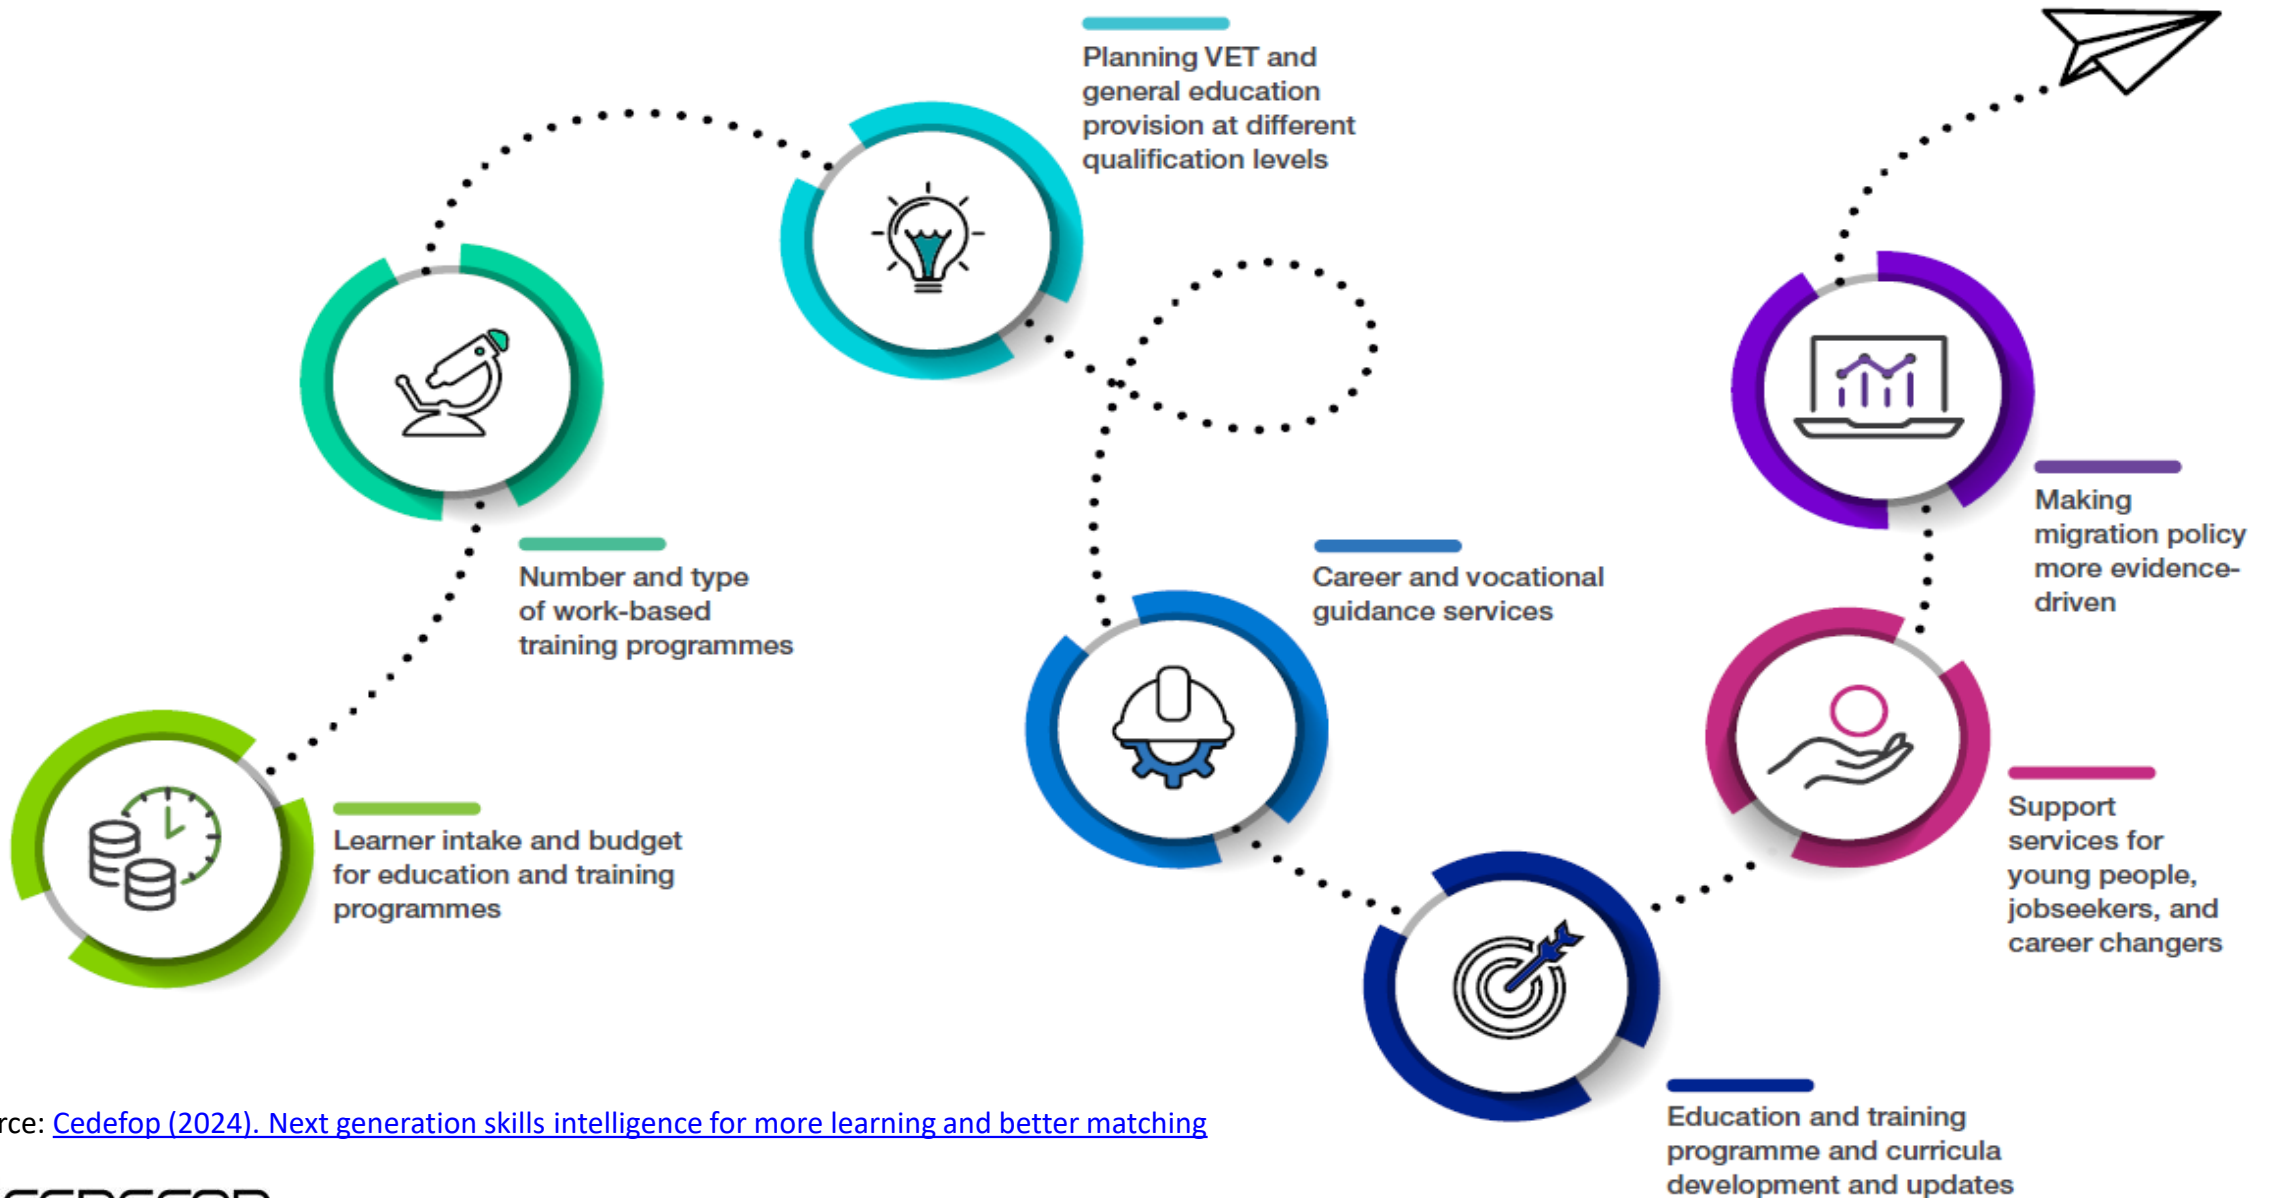 Planning VET and
general education
provision at different
qualification levels
Number and type
of work-based
training programmes
Learner intake and budget
for education and training
programmes
Career and vocational
guidance services
Making
migration policy
more evidence-
driven
Support
services for
young people,
jobseekers, and
career changers
Education and training
programme and curricula
development and updates
rce: Cedefop (2024). Next generation skills intelligence for more learning and better matching